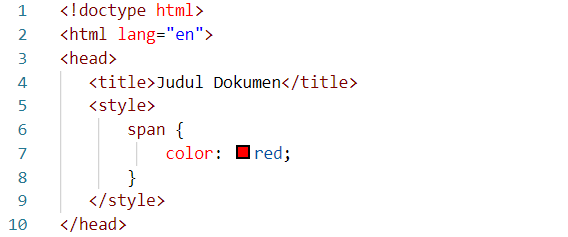 1 <!doctype html>
2 <html lang="en">
3 <head>
4 <title>Judul Dokumen</title>
5 <style>
6 span {
7 color: red;
8 }
9 </style>
10 </head>